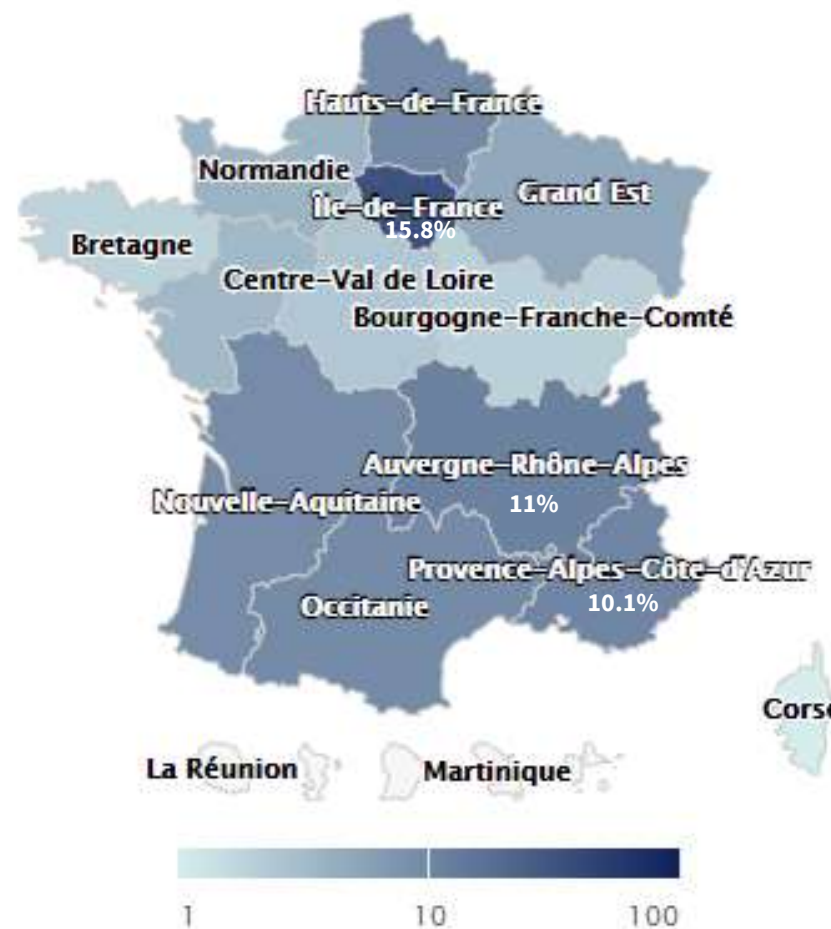 Hauts-de-France
Normandie
Île-de-France
Grand Est
15.8%
Bretagne
Centre-Val de Loire
Bourgogne-Franche-Comté
Auvergne-Rhône-Alpes
Nouvelle-Aquitaine
11%
Provence-Alpes-Côte-d'Azur
10.1%
Occitanie
Corse
La Réunion
Martinique
1 10 100